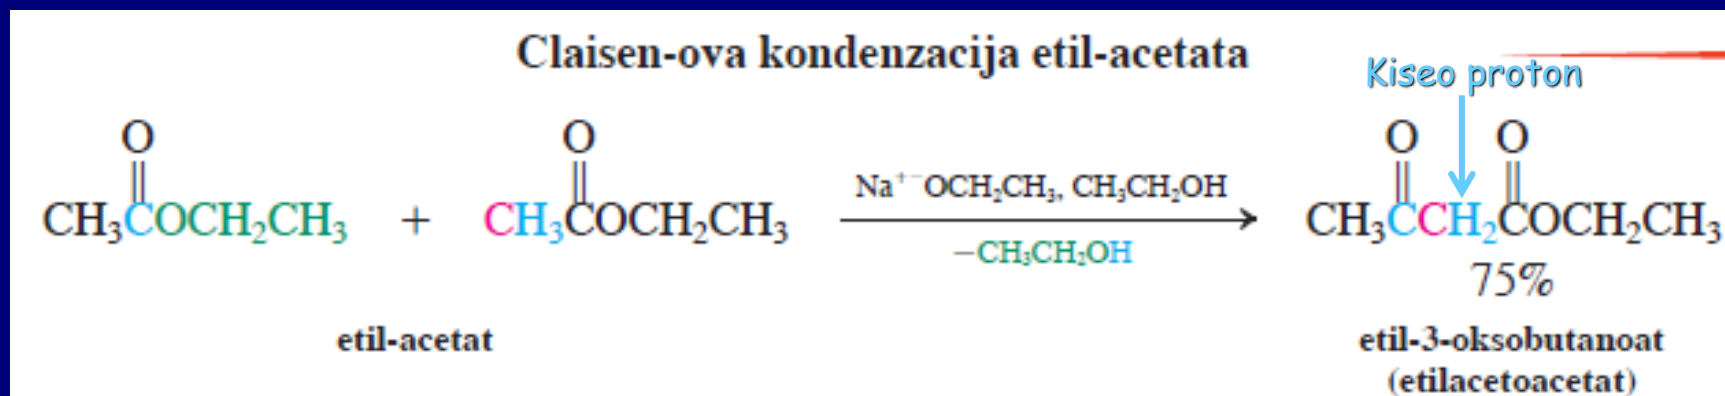 Claisen-ova kondenzacija etil-acetata
Kiseo proton
O O O O
CH₃COCH₂CH₃ + CH₃COCH₂CH₃ Na⁺⁻OCH₂CH₃, CH₃CH₂OH CH₃CCH₂COCH₂CH₃
−CH₃CH₂OH
75%
etil-acetat etil-3-oksobutanoat
(etilacetoacetat)